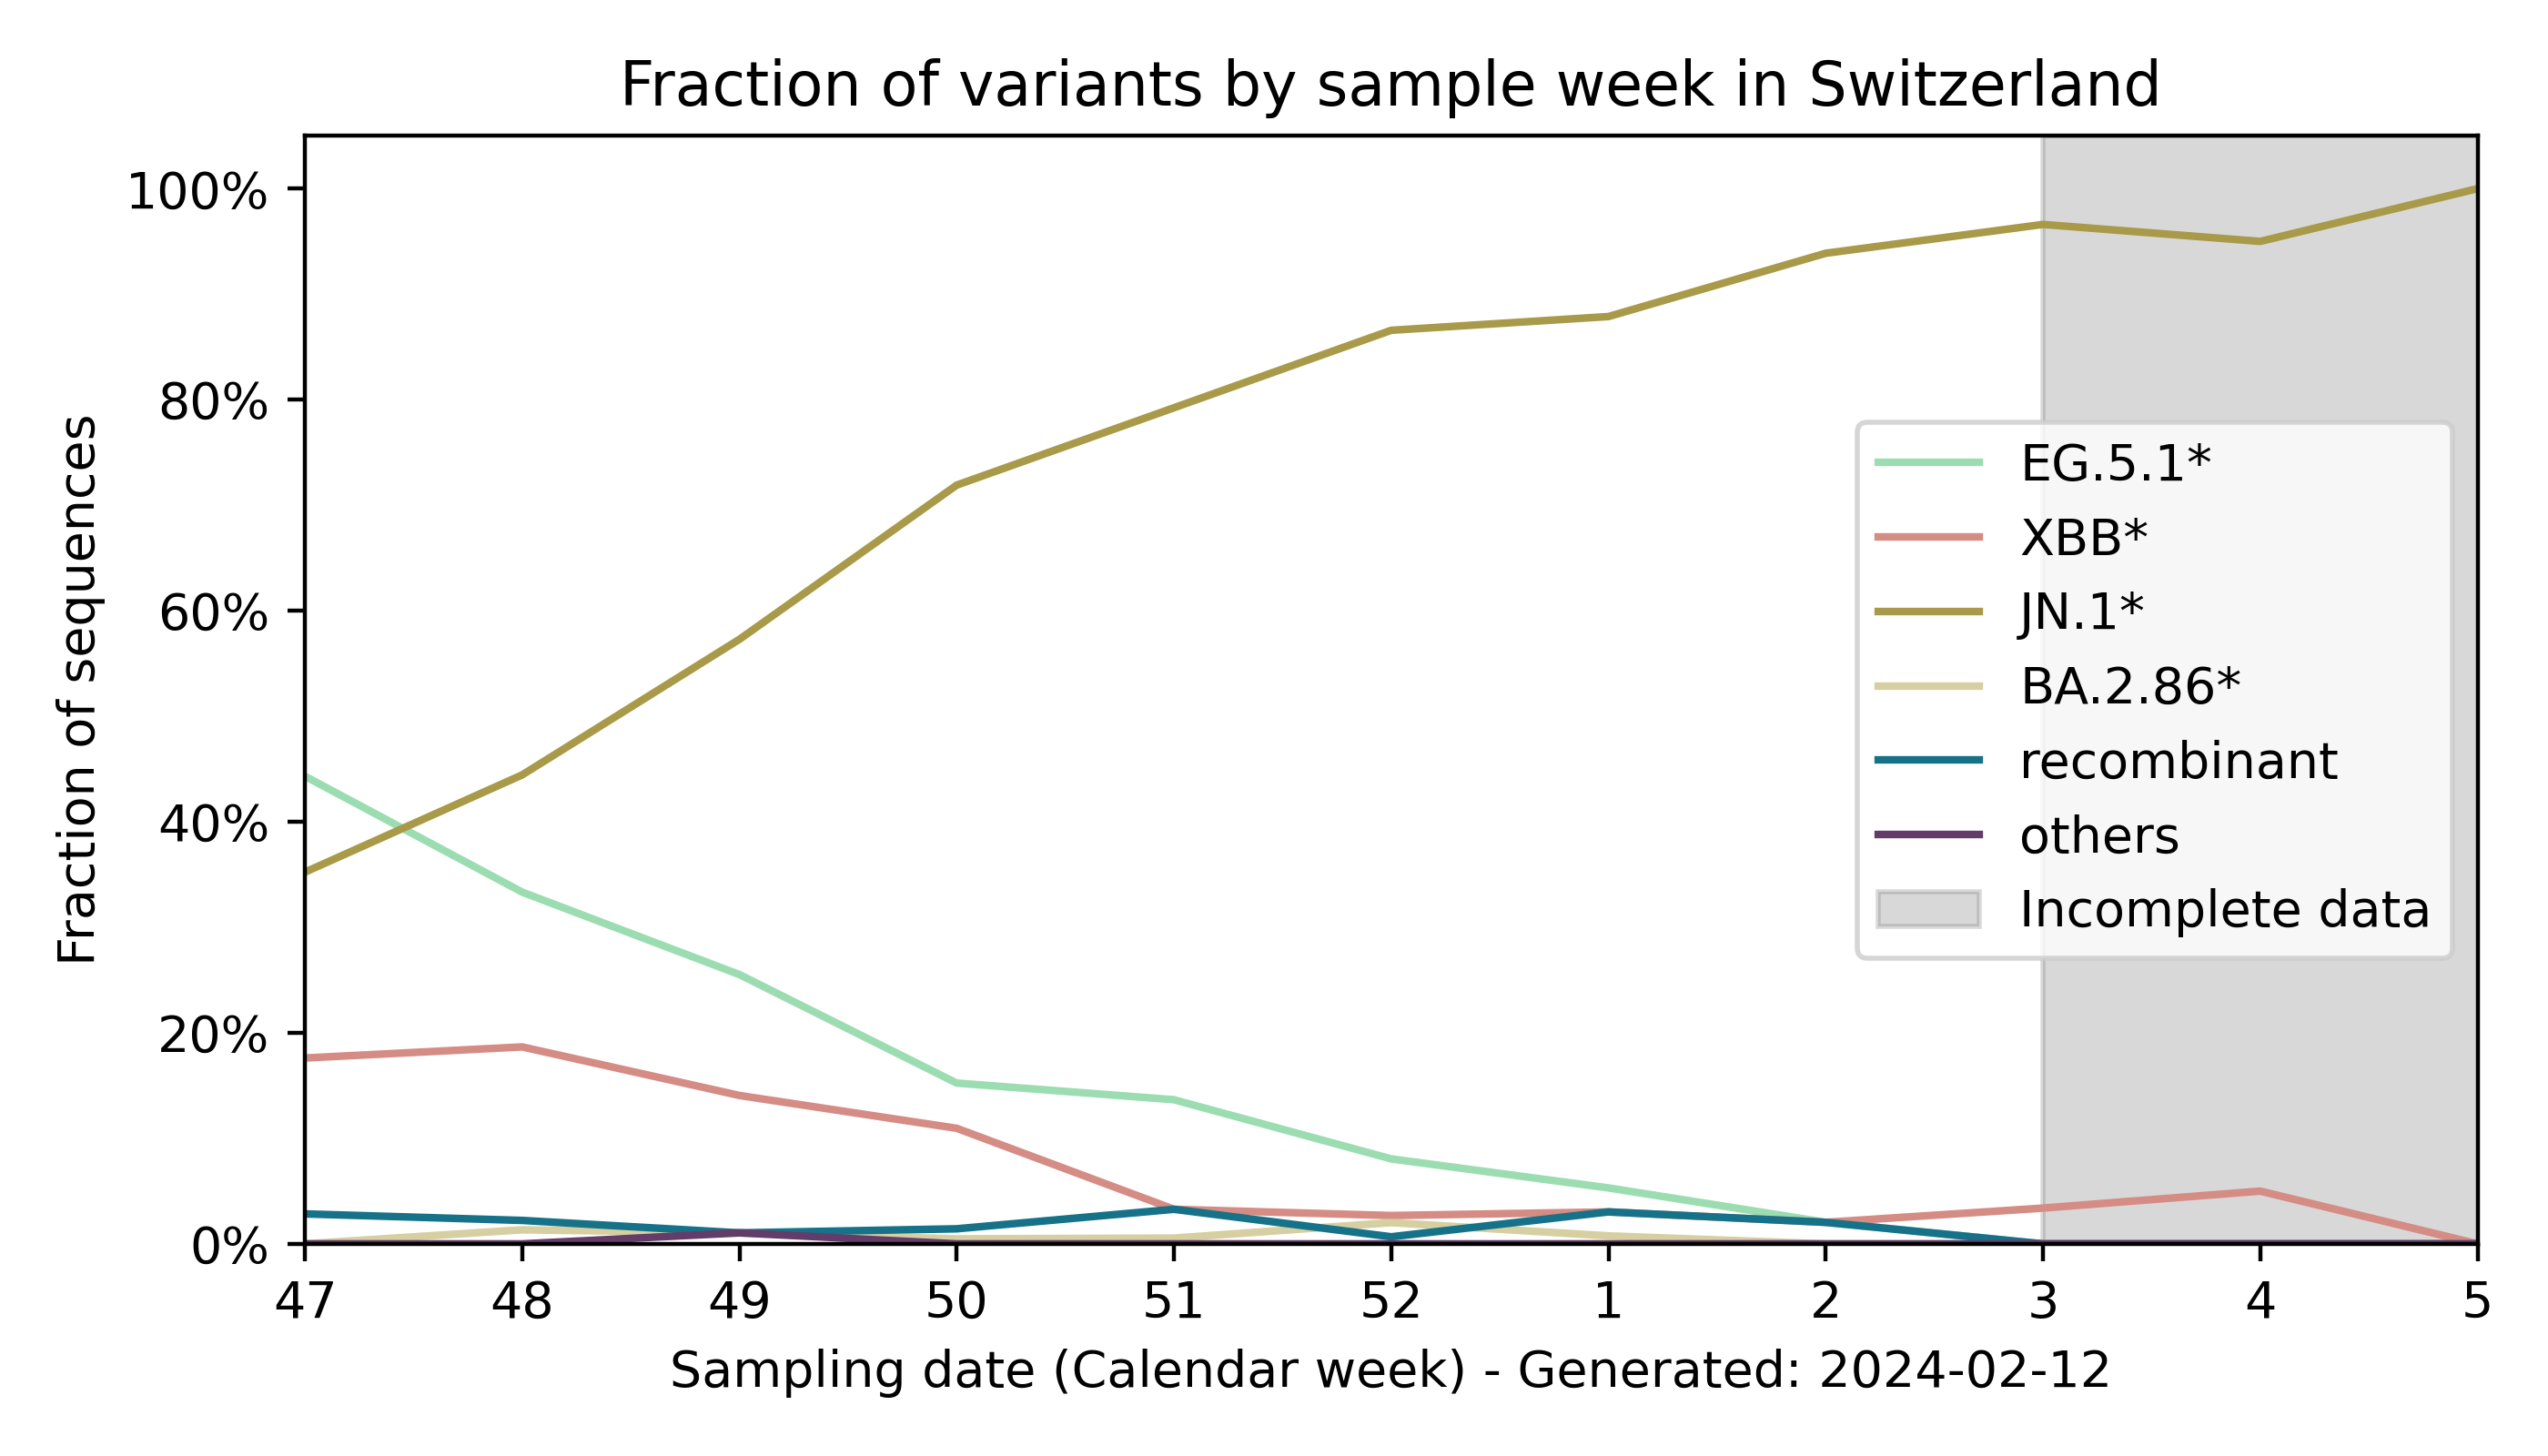 Fraction of variants by sample week in Switzerland
Fraction of sequences
100%
80%
60%
40%
20%
0%
EG.5.1*
XBB*
JN.1*
BA.2.86*
recombinant
others
Incomplete data
47 48 49 50 51 52 1 2 3 4 5
Sampling date (Calendar week) - Generated: 2024-02-12